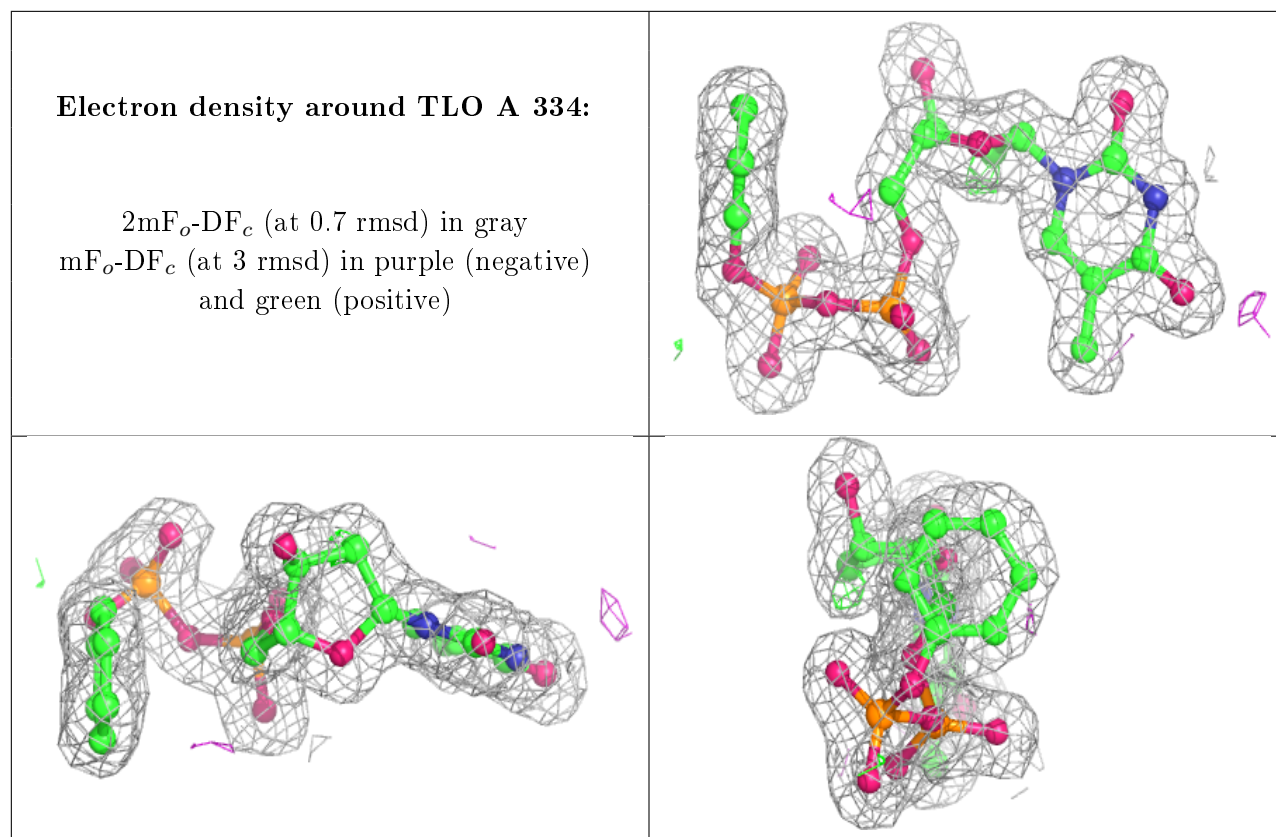 Electron density around TLO A 334:
2mFₒ-DF𝒸 (at 0.7 rmsd) in gray
mFₒ-DF𝒸 (at 3 rmsd) in purple (negative)
and green (positive)